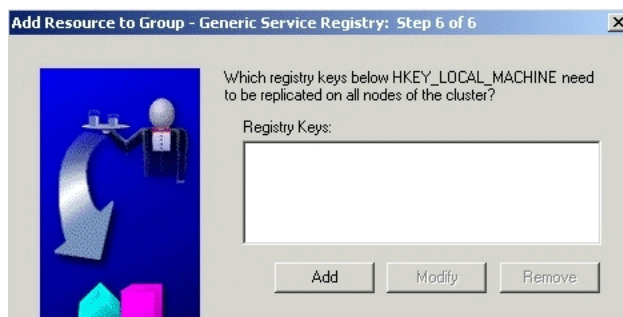 Add Resource to Group - Generic Service Registry: Step 6 of 6
Which registry keys below HKEY_LOCAL_MACHINE need
to be replicated on all nodes of the cluster?
Registry Keys:
Add
Modify
Remove